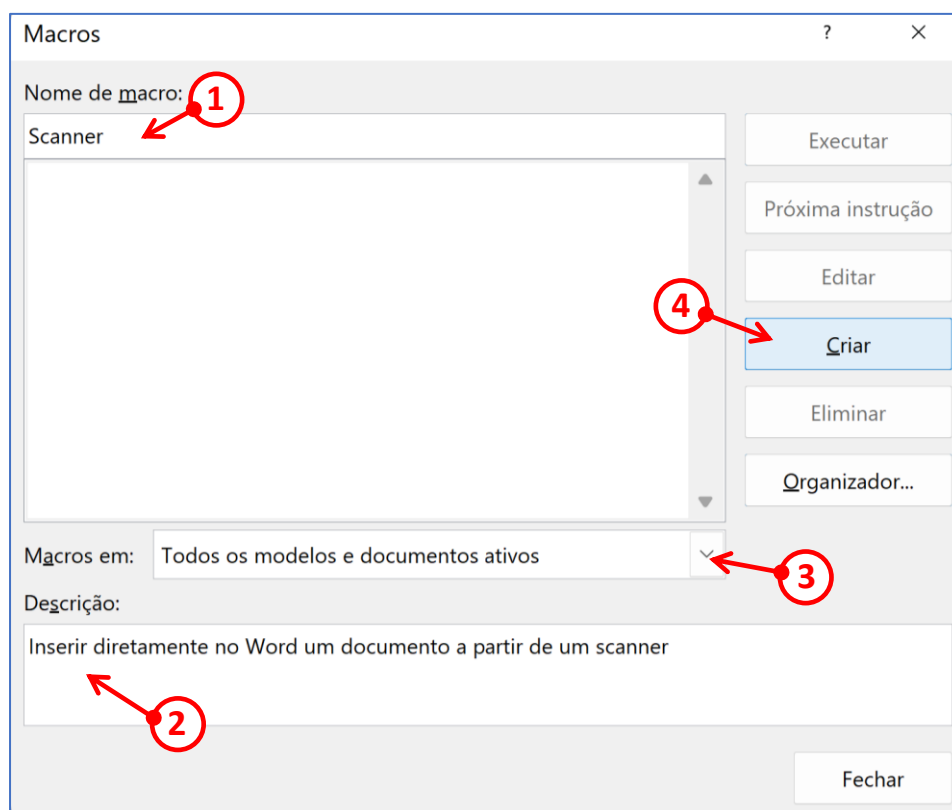 Macros ? ×
Nome de macro: 1
Scanner
Executar
Próxima instrução
Editar
4
Criar
Eliminar
Organizador...
Macros em: Todos os modelos e documentos ativos
3
Descrição:
Inserir diretamente no Word um documento a partir de um scanner
2
Fechar